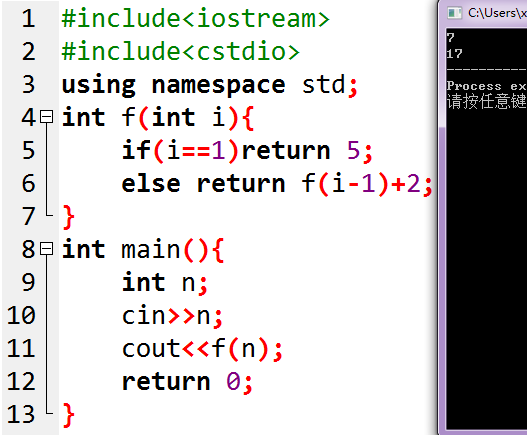 1 #include<iostream>
2 #include<cstdio>
3 using namespace std;
4 int f(int i){
5 if(i==1)return 5;
6 else return f(i-1)+2;
7 }
8 int main(){
9 int n;
10 cin>>n;
11 cout<<f(n);
12 return 0;
13 }
C:\Users\x
7
17
----------
Process ex
请按任意键